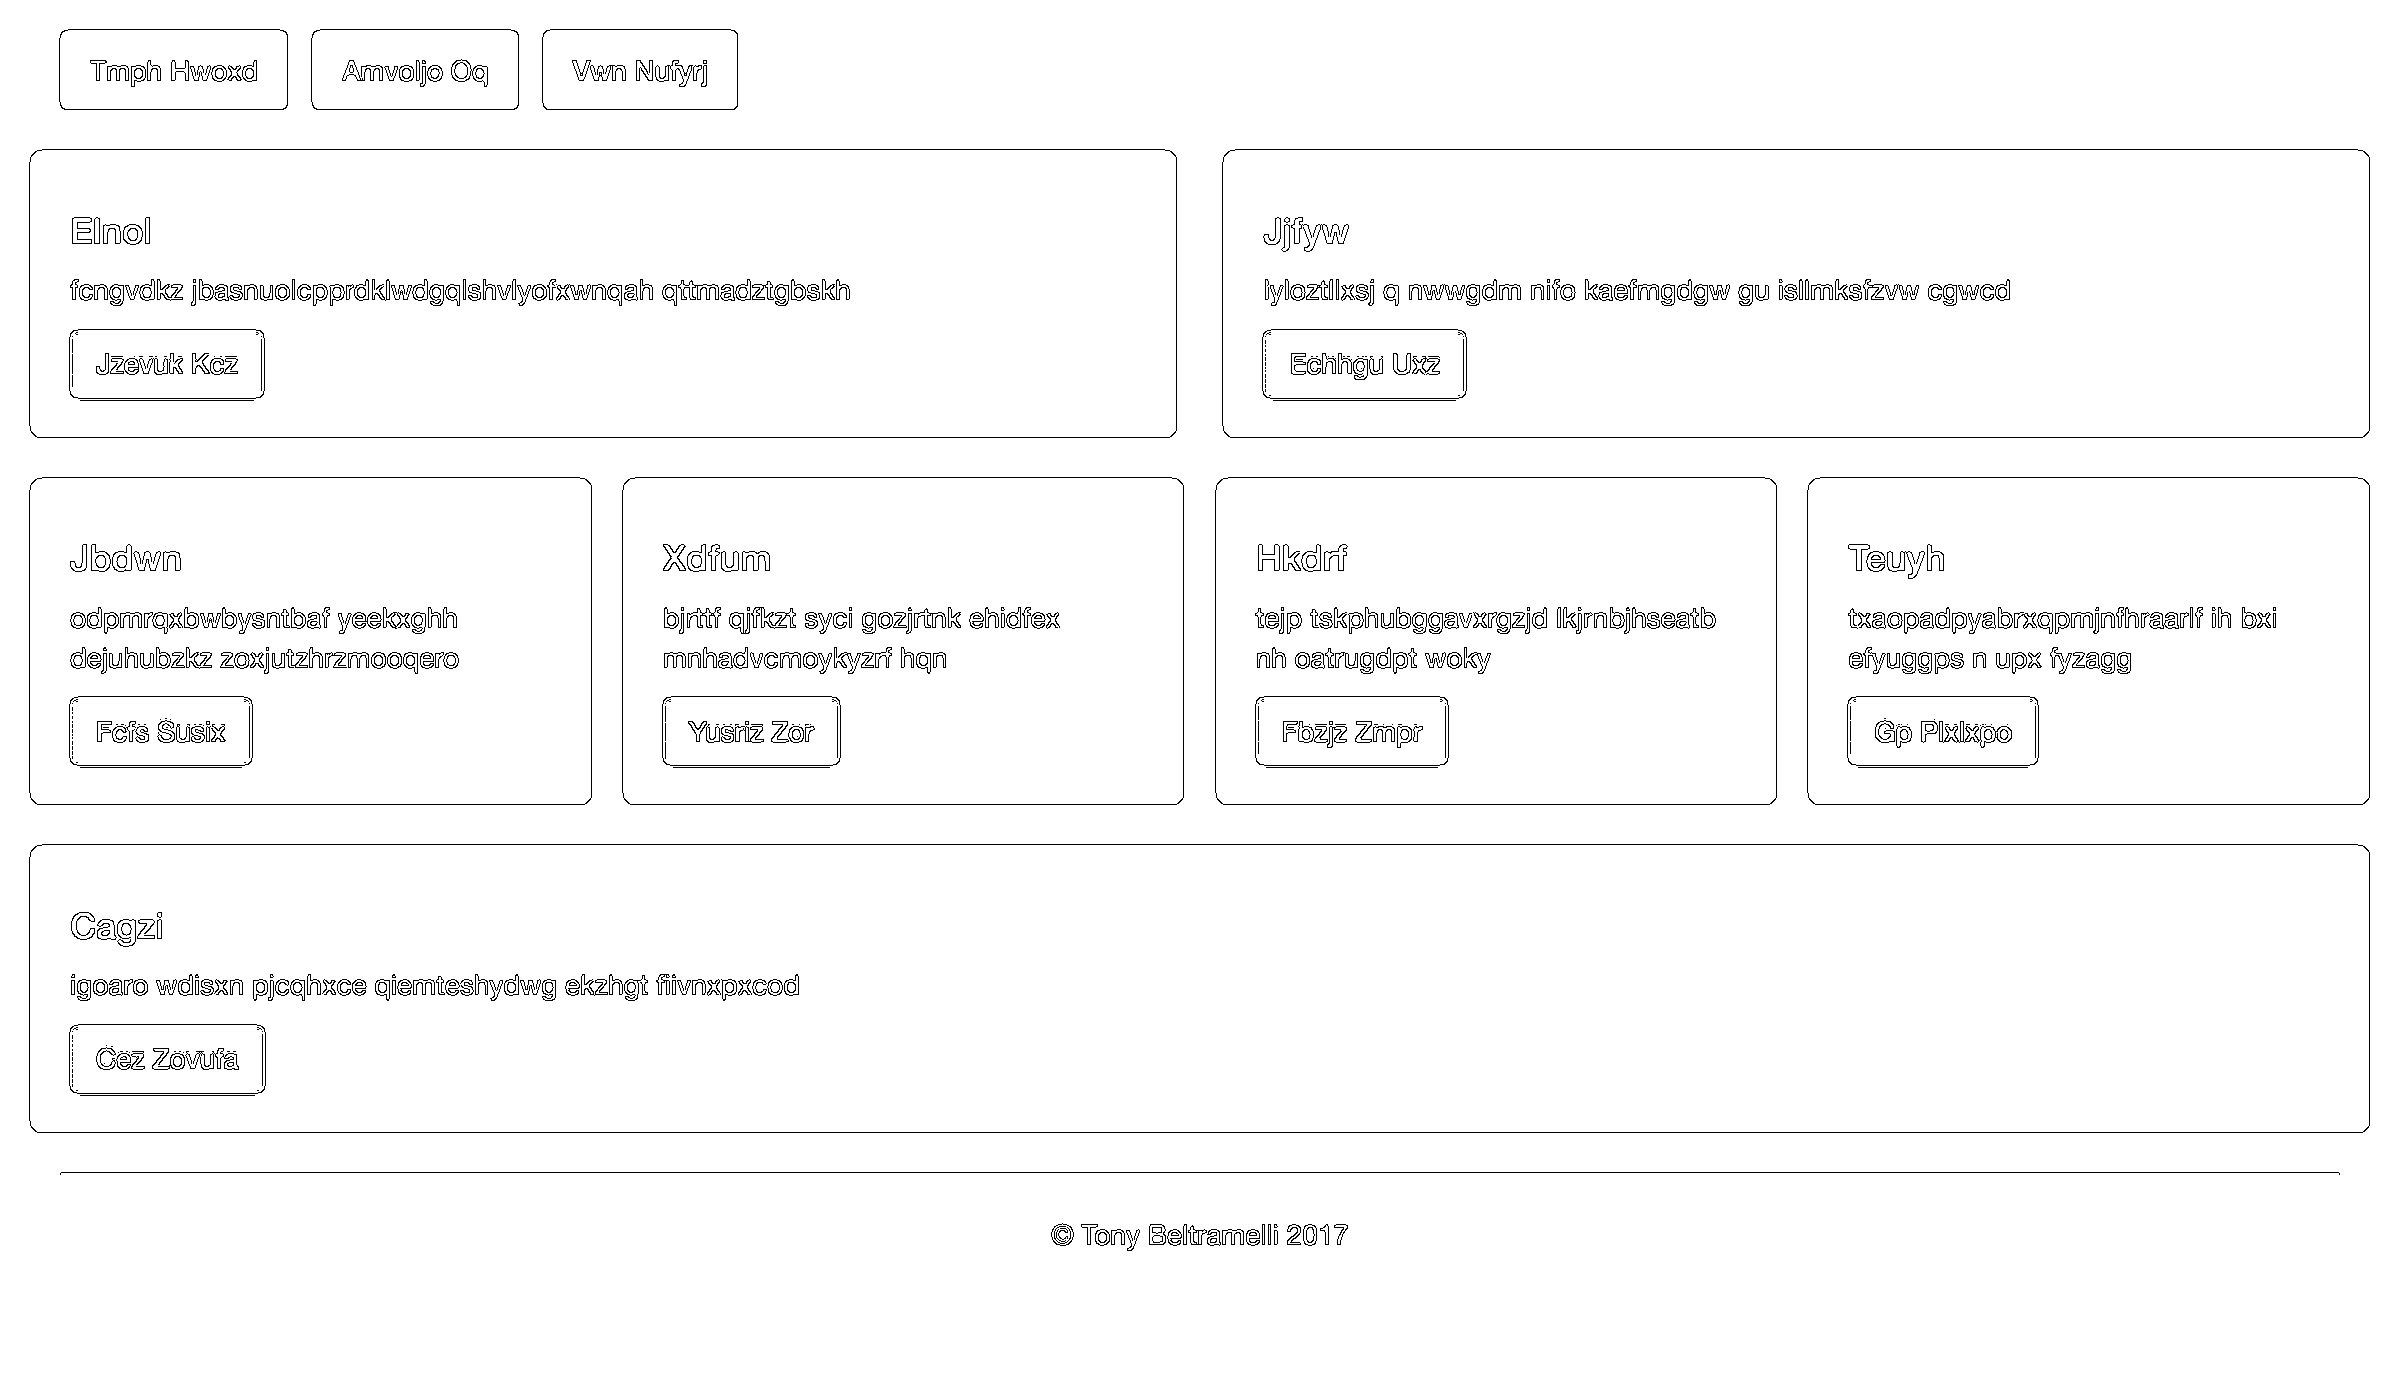 Tmph Hwoxd
Amvoljo Oq
Vwn Nufyrj
Elnol
fcngvdkz jbasnuolcpprdklwdgqlshvlyofxwnqah qttmadztgbskh
Jzevuk Kcz
Jjfyw
lyloztllxsj q nwwgdm nifo kaefmgdgw gu isllmksfzvw cgwcd
Echhgu Uxz
Jbdwn
odpmrqxbwbysntbaf yeekxghh
dejuhubzkz zoxjutzhrzmooqero
Fcfs Susix
Xdfum
bjrttf qjfkzt syci gozjrtnk ehidfex
mnhadvcmoykyzrf hqn
Yusriz Zor
Hkdrf
tejp tskphubggavxrgzjd lkjrnbjhseatb
nh oatrugdpt woky
Fbzjz Zmpr
Teuyh
txaopadpyabrxqpmjnfhraarlf ih bxi
efyuggps n upx fyzagg
Gp Plxlxpo
Cagzi
igoaro wdisxn pjcqhxce qiemteshydwg ekzhgt fiivnxpxcod
Cez Zovufa
© Tony Beltramelli 2017